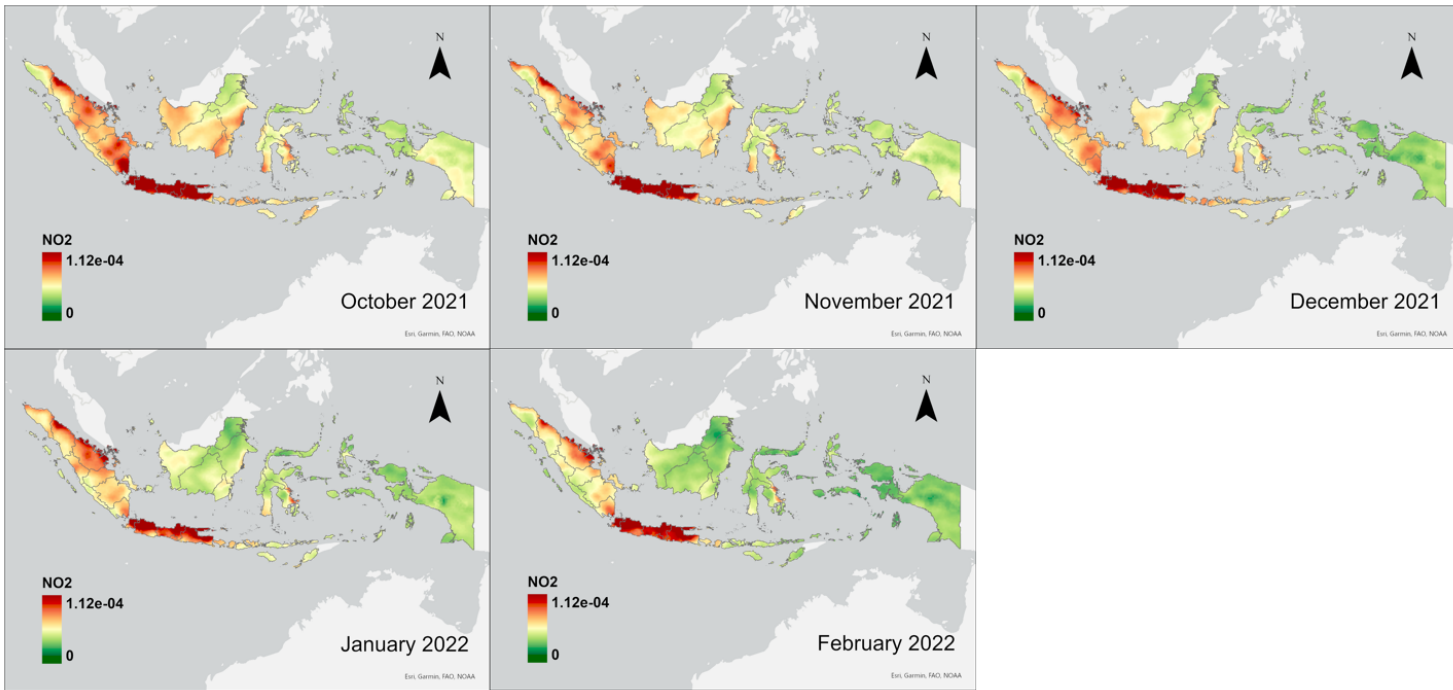 N
NO2
1.12e-04
0
October 2021
Esri, Garmin, FAO, NOAA
N
NO2
1.12e-04
0
November 2021
Esri, Garmin, FAO, NOAA
N
NO2
1.12e-04
0
December 2021
Esri, Garmin, FAO, NOAA
N
NO2
1.12e-04
0
January 2022
Esri, Garmin, FAO, NOAA
N
NO2
1.12e-04
0
February 2022
Esri, Garmin, FAO, NOAA